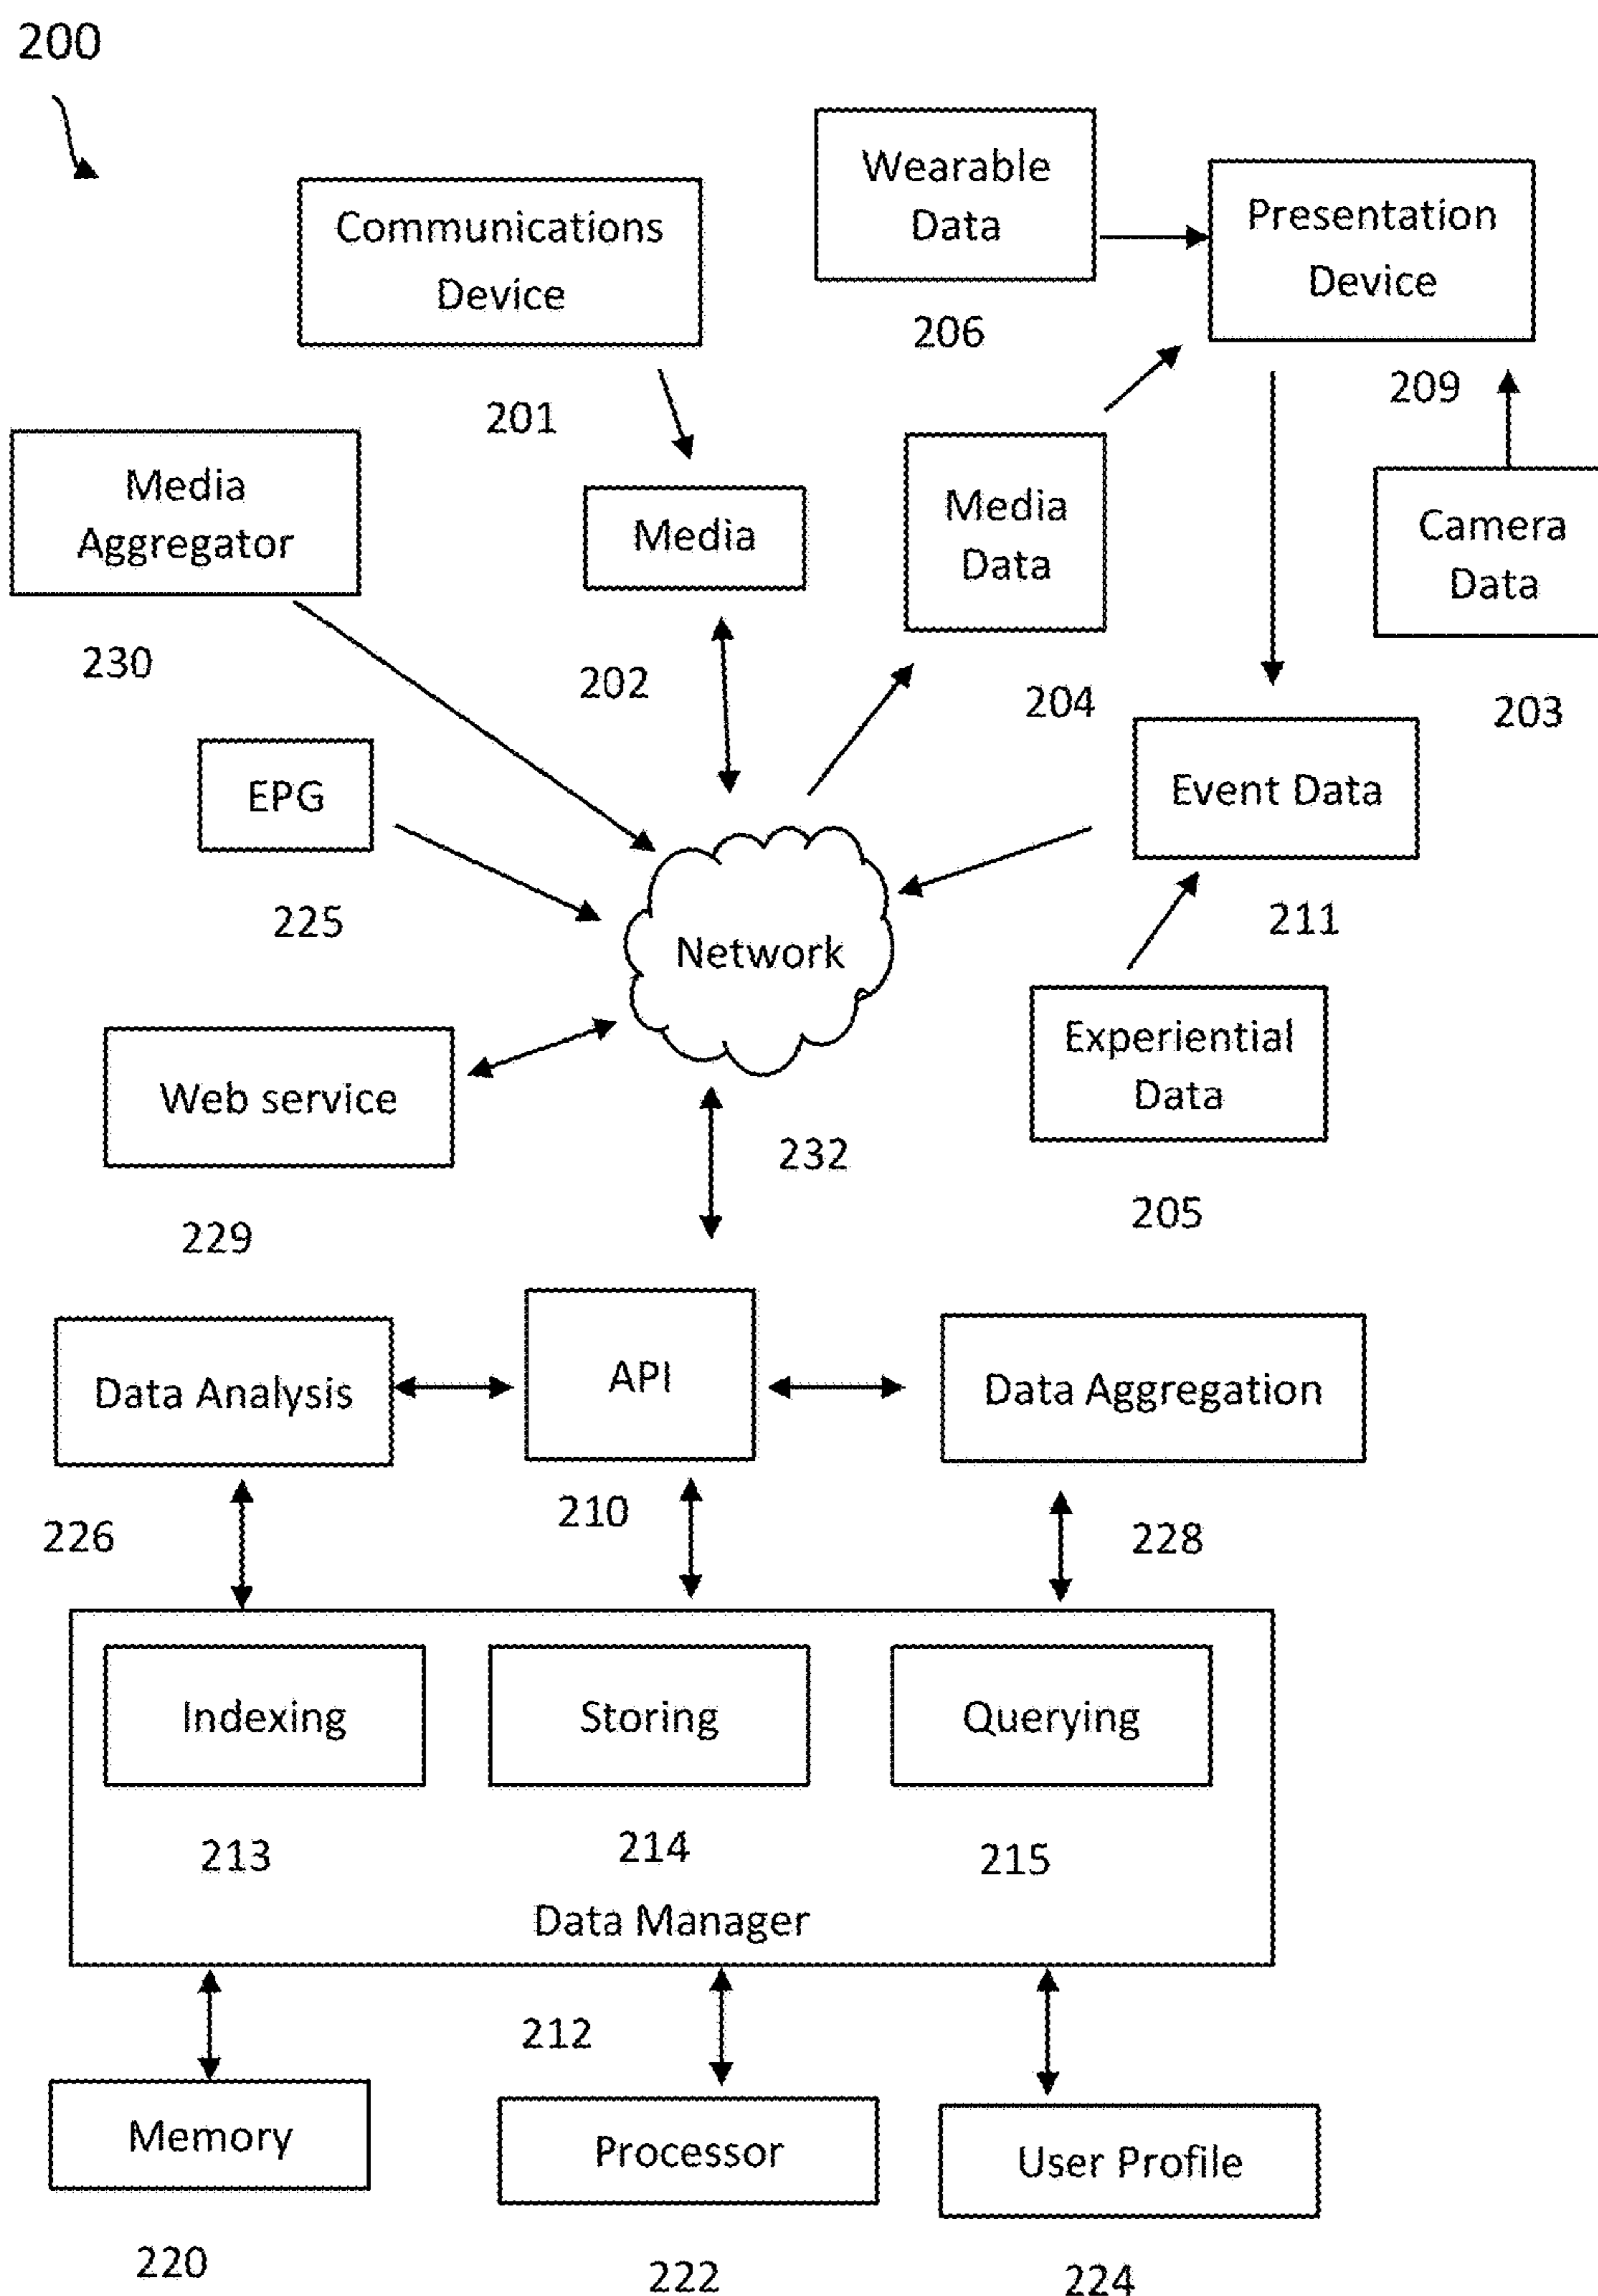 200
Wearable
Data
206
Presentation
Device
209
Communications
Device
201
Media
Aggregator
230
Media
202
Media
Data
204
Camera
Data
203
EPG
225
Event Data
211
Network
232
Experiential
Data
205
Web service
229
Data Analysis
226
API
210
Data Aggregation
228
Indexing
213
Storing
214
Querying
215
Data Manager
212
Memory
220
Processor
222
User Profile
224